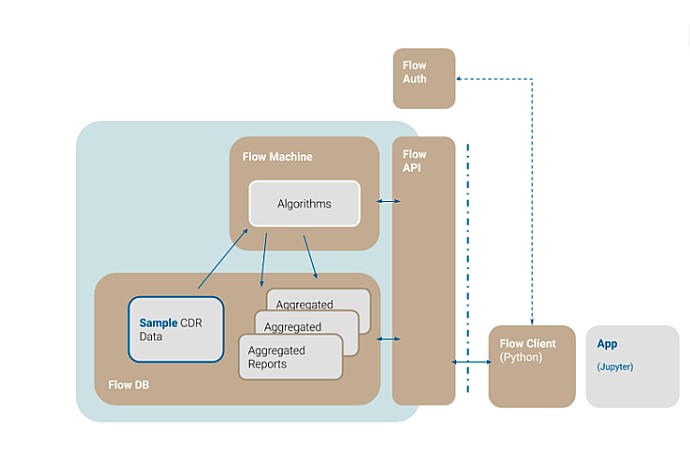 Flow
Auth
Flow Machine
Flow
API
Algorithms
Aggregated
Sample CDR
Data
Aggregated
Aggregated
Reports
Flow Client
(Python)
App
(Jupyter)
Flow DB